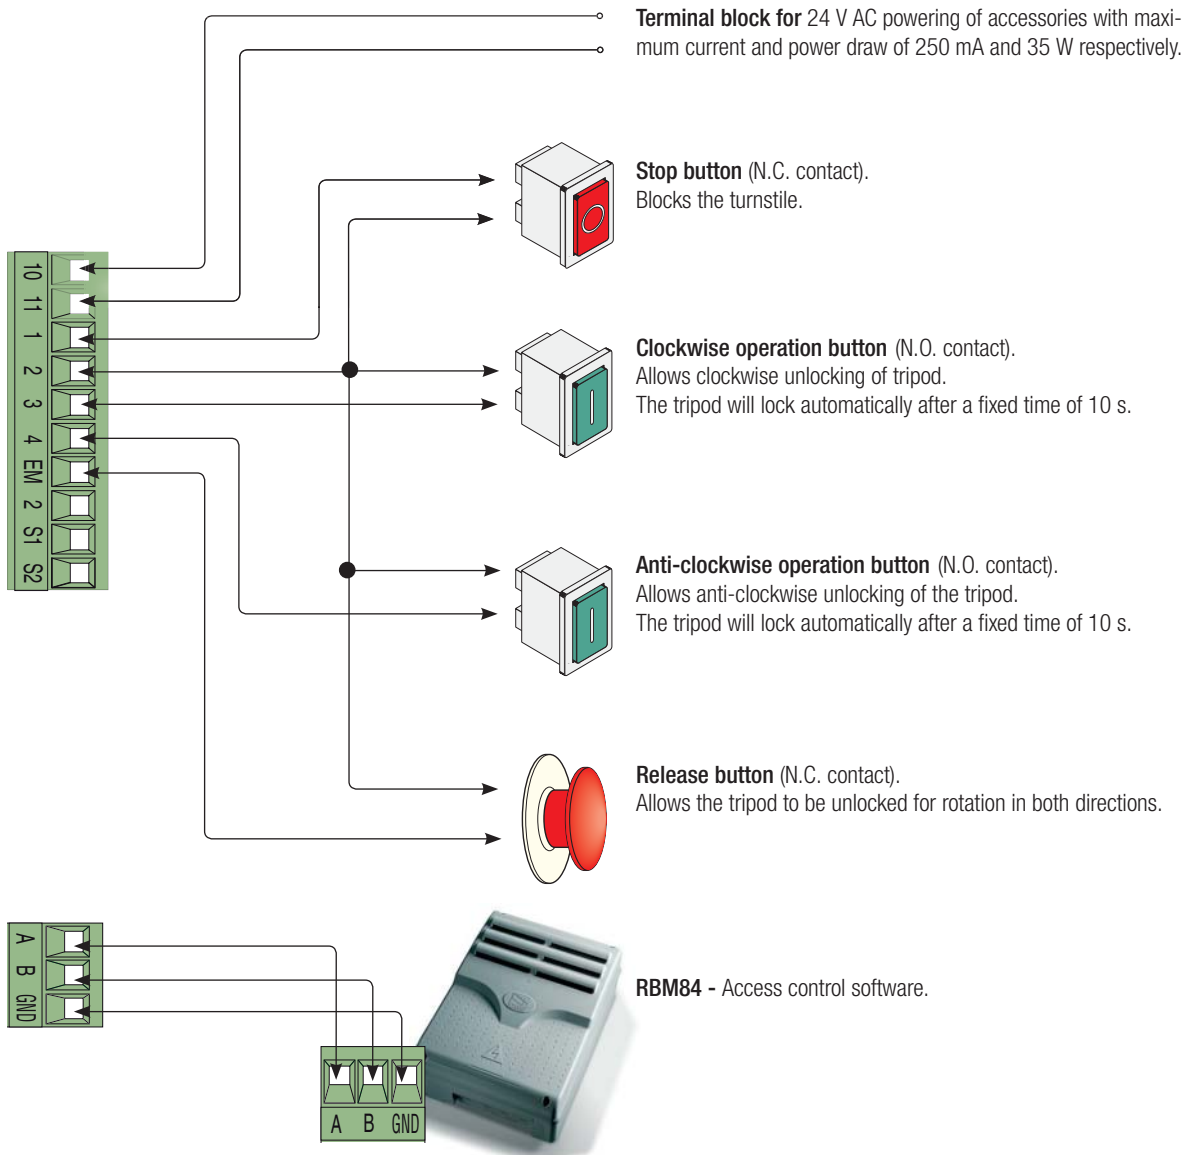 Terminal block for 24 V AC powering of accessories with maxi-
mum current and power draw of 250 mA and 35 W respectively.
Stop button (N.C. contact).
Blocks the turnstile.
10
11
1
2
3
4
EM
2
S1
S2
Clockwise operation button (N.O. contact).
Allows clockwise unlocking of tripod.
The tripod will lock automatically after a fixed time of 10 s.
Anti-clockwise operation button (N.O. contact).
Allows anti-clockwise unlocking of the tripod.
The tripod will lock automatically after a fixed time of 10 s.
Release button (N.C. contact).
Allows the tripod to be unlocked for rotation in both directions.
A
B
GND
RBM84 - Access control software.
A B GND